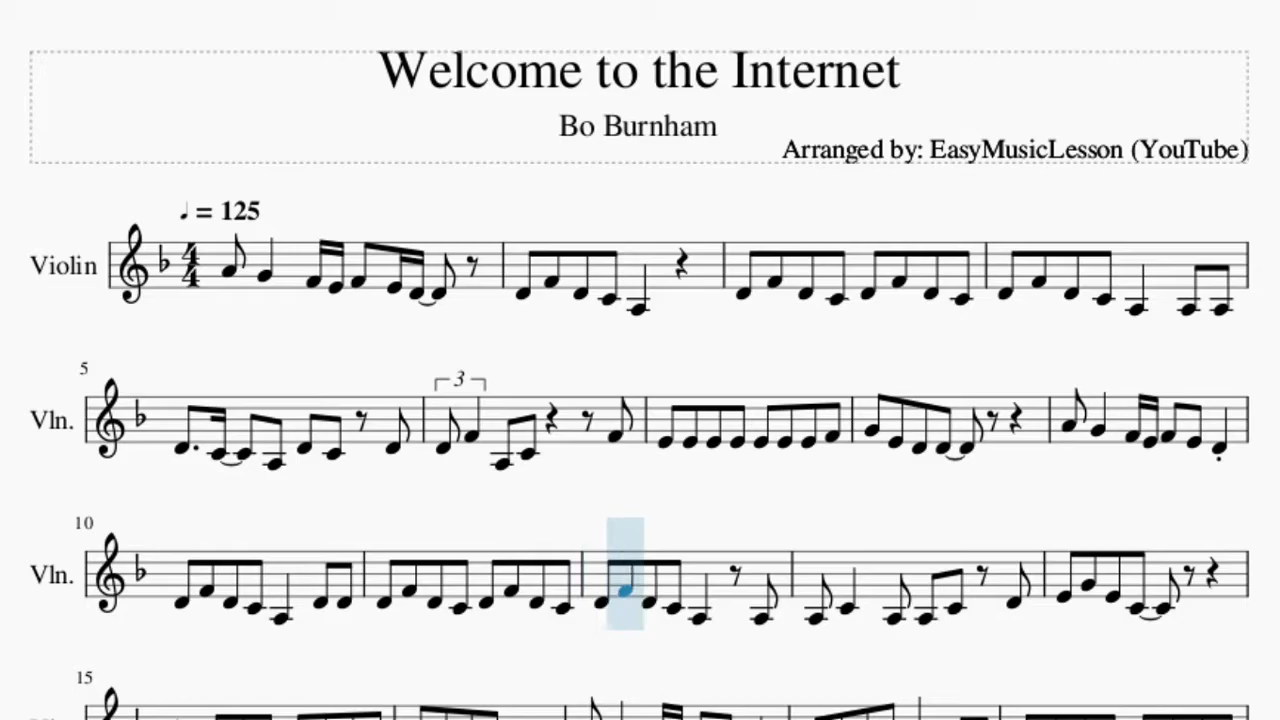 Welcome to the Internet
Bo Burnham
Arranged by: EasyMusicLesson (YouTube)
♩ = 125
Violin
4
4
5
3
Vln.
10
Vln.
15